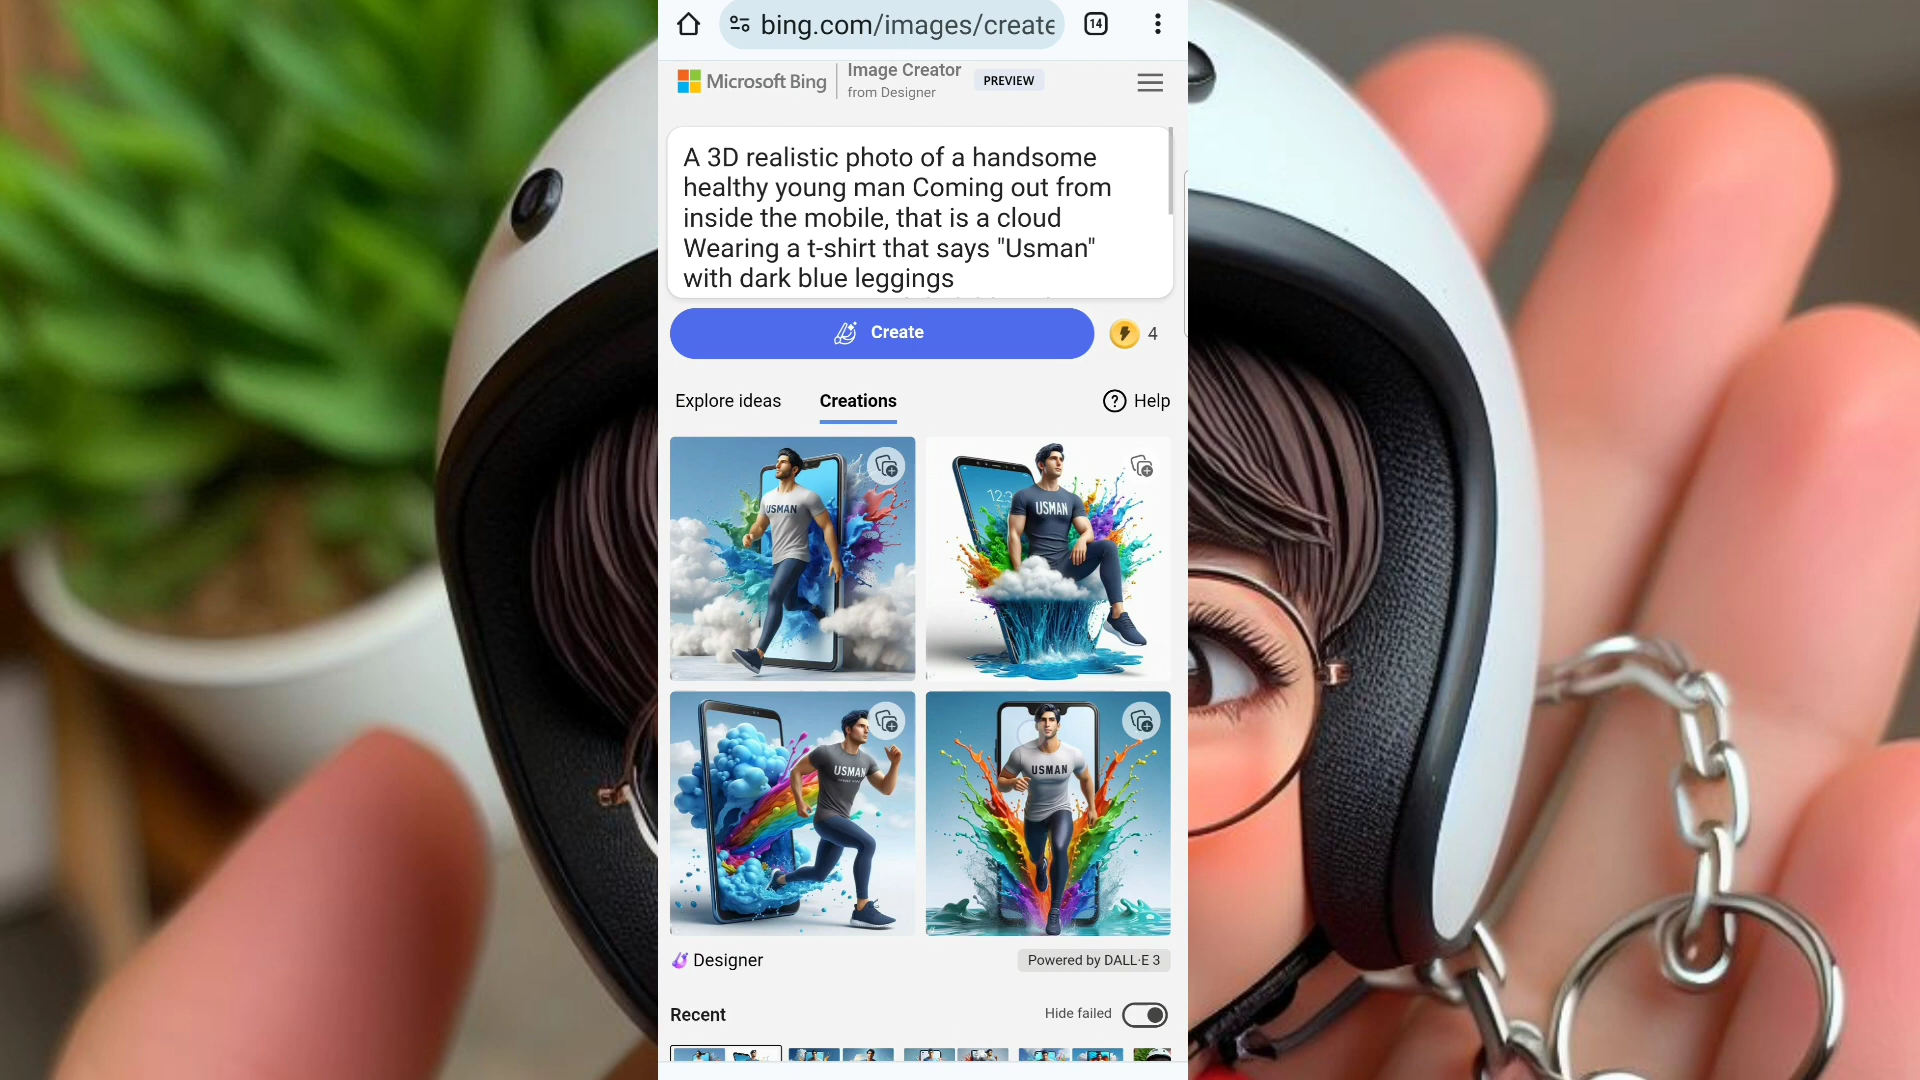 bing.com/images/create
14
Microsoft Bing
Image Creator
from Designer
PREVIEW
A 3D realistic photo of a handsome
healthy young man Coming out from
inside the mobile, that is a cloud
Wearing a t-shirt that says "Usman"
with dark blue leggings
Create
4
Explore ideas
Creations
Help
USMAN
USMAN
USMAN
USMAN
Designer
Powered by DALL·E 3
Recent
Hide failed